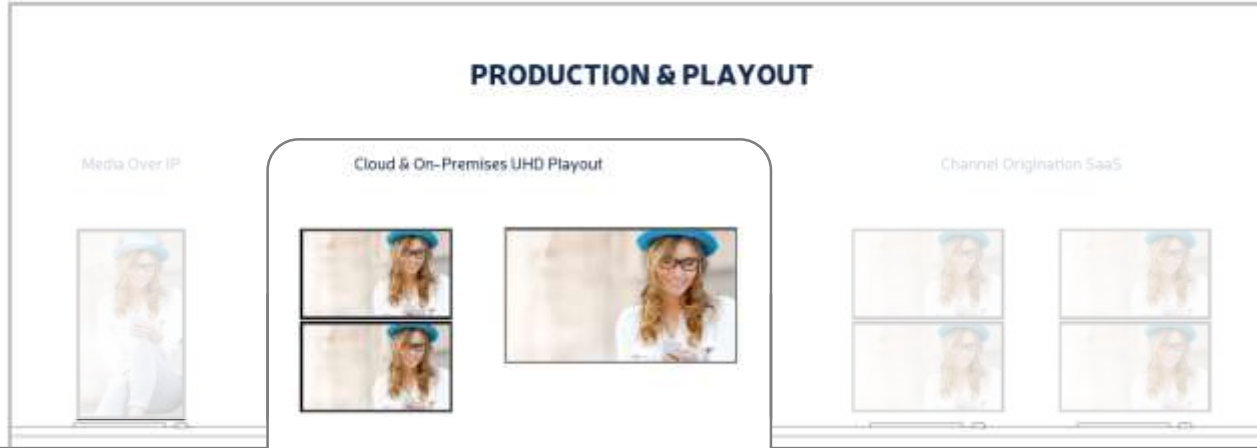 PRODUCTION & PLAYOUT
Media Over IP
Cloud & On-Premises UHD Playout
Channel Origination SaaS